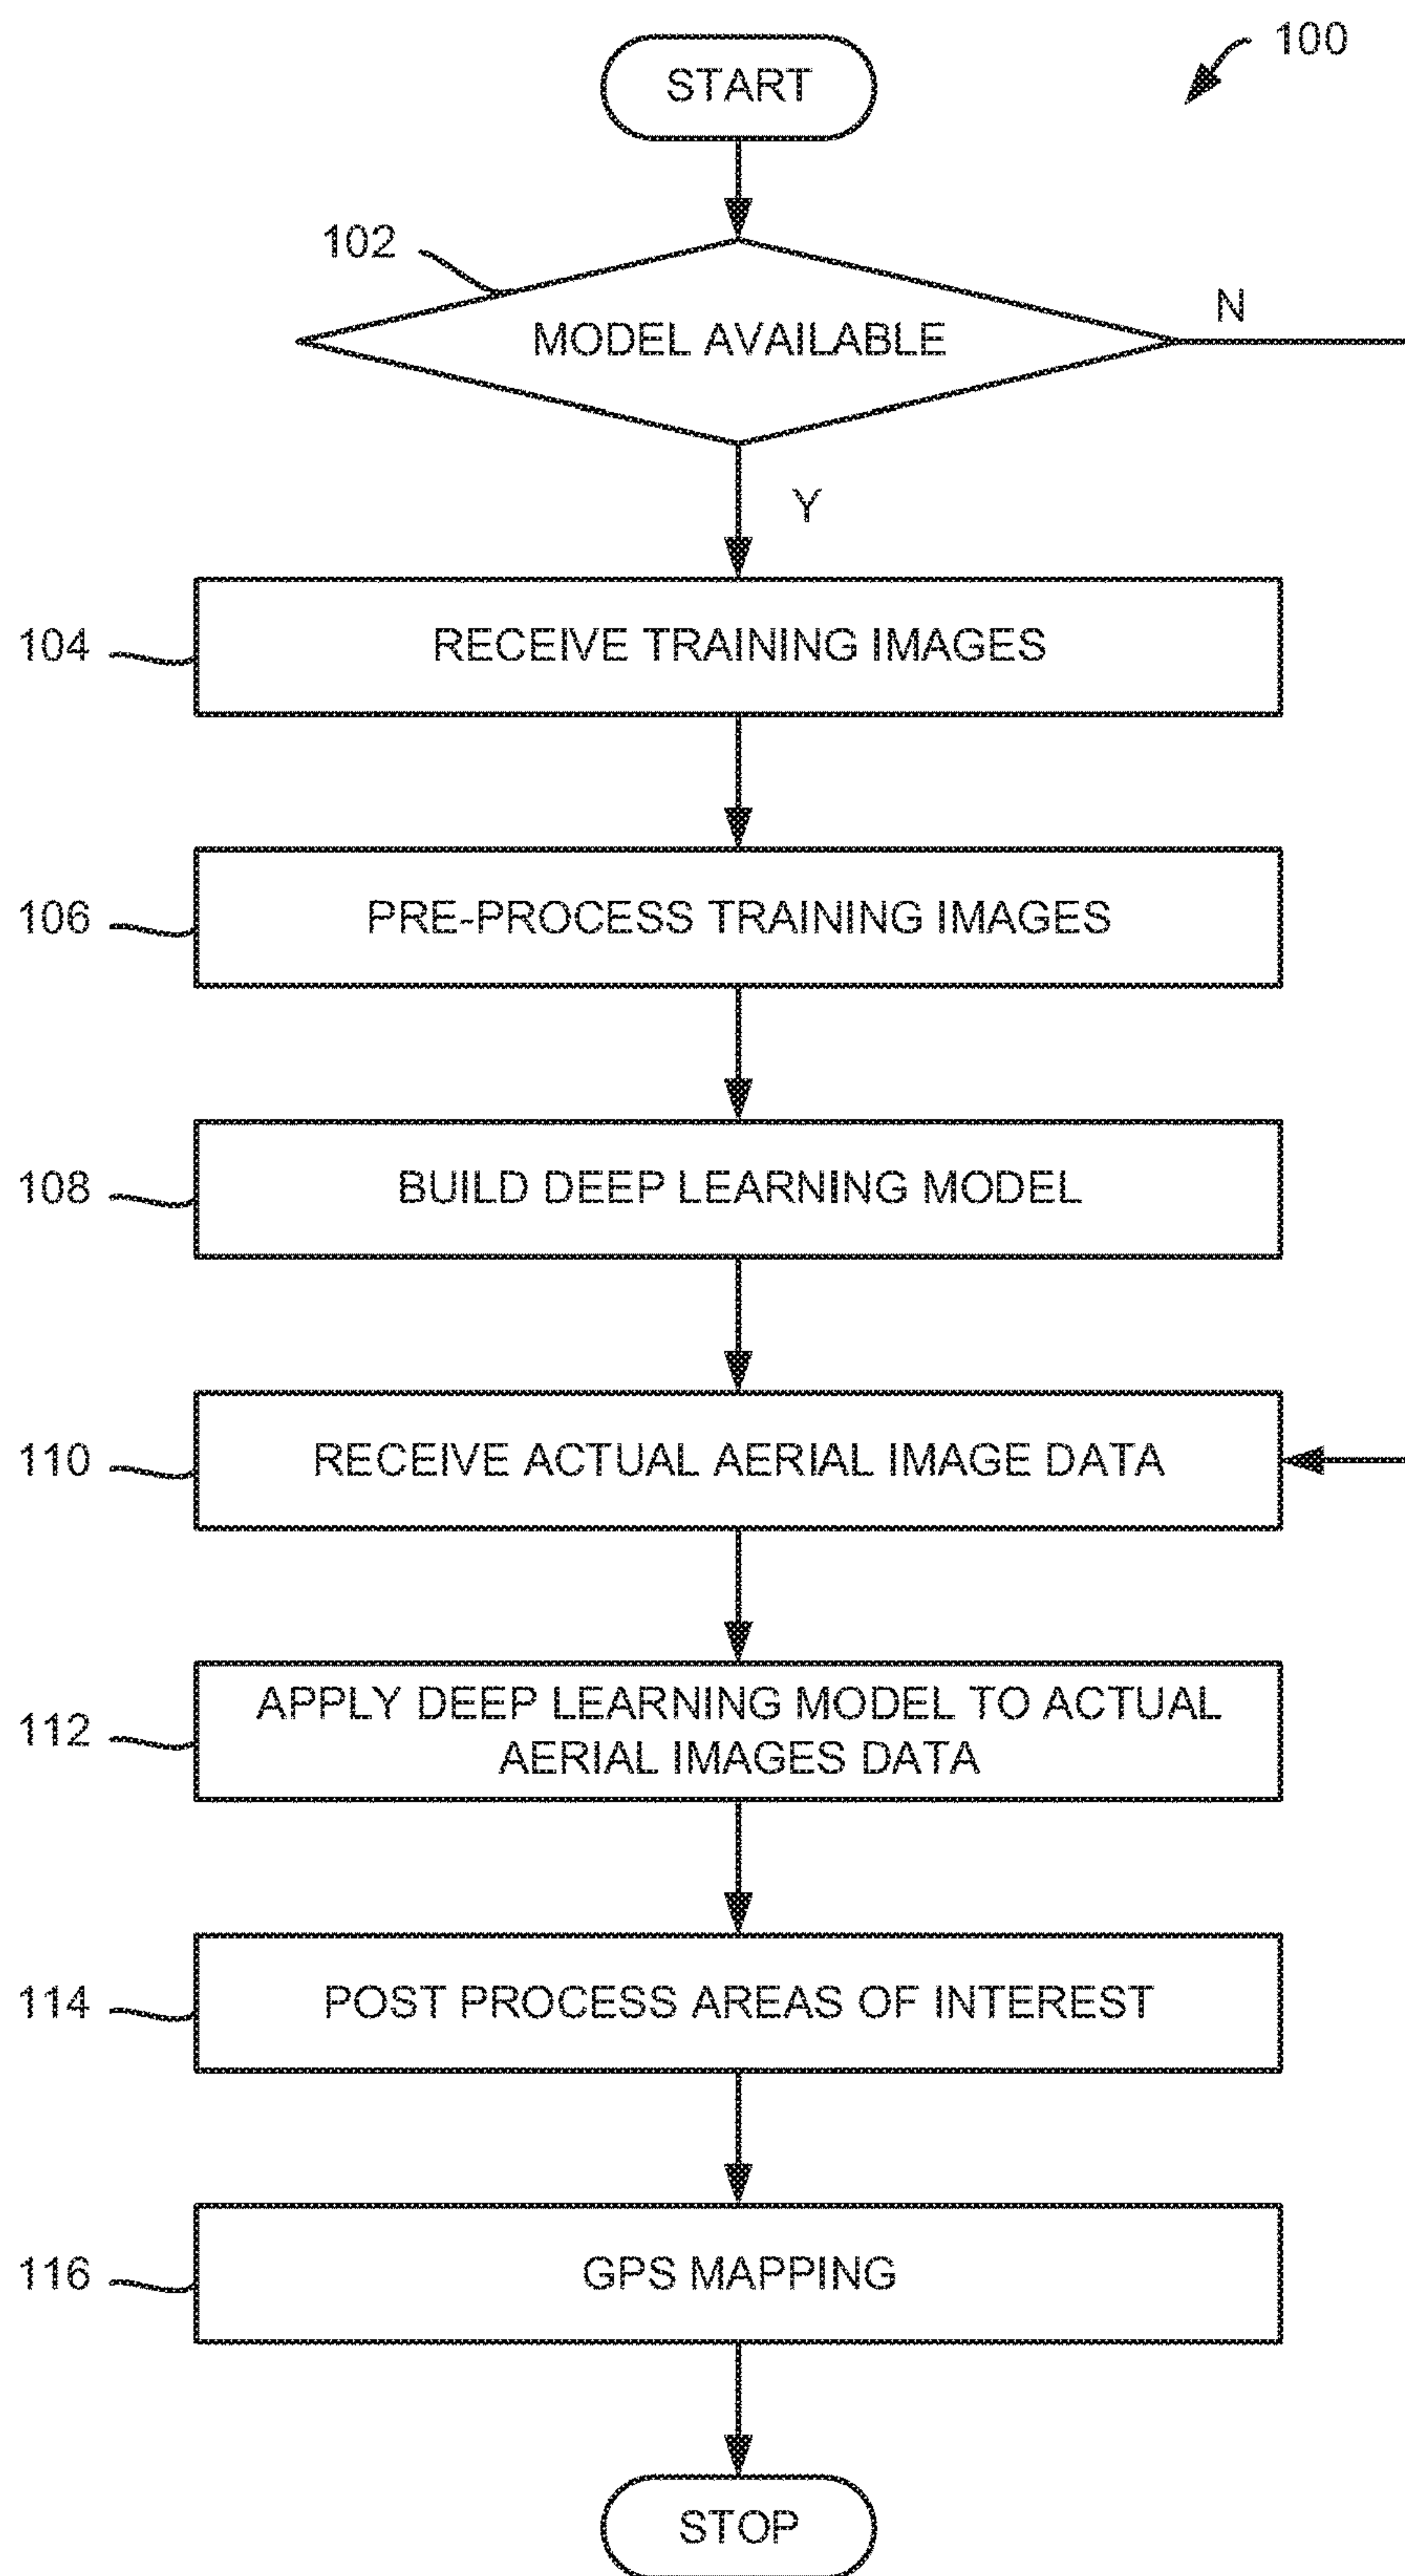 100
START
102
MODEL AVAILABLE
N
Y
104
RECEIVE TRAINING IMAGES
106
PRE-PROCESS TRAINING IMAGES
108
BUILD DEEP LEARNING MODEL
110
RECEIVE ACTUAL AERIAL IMAGE DATA
112
APPLY DEEP LEARNING MODEL TO ACTUAL
AERIAL IMAGES DATA
114
POST PROCESS AREAS OF INTEREST
116
GPS MAPPING
STOP